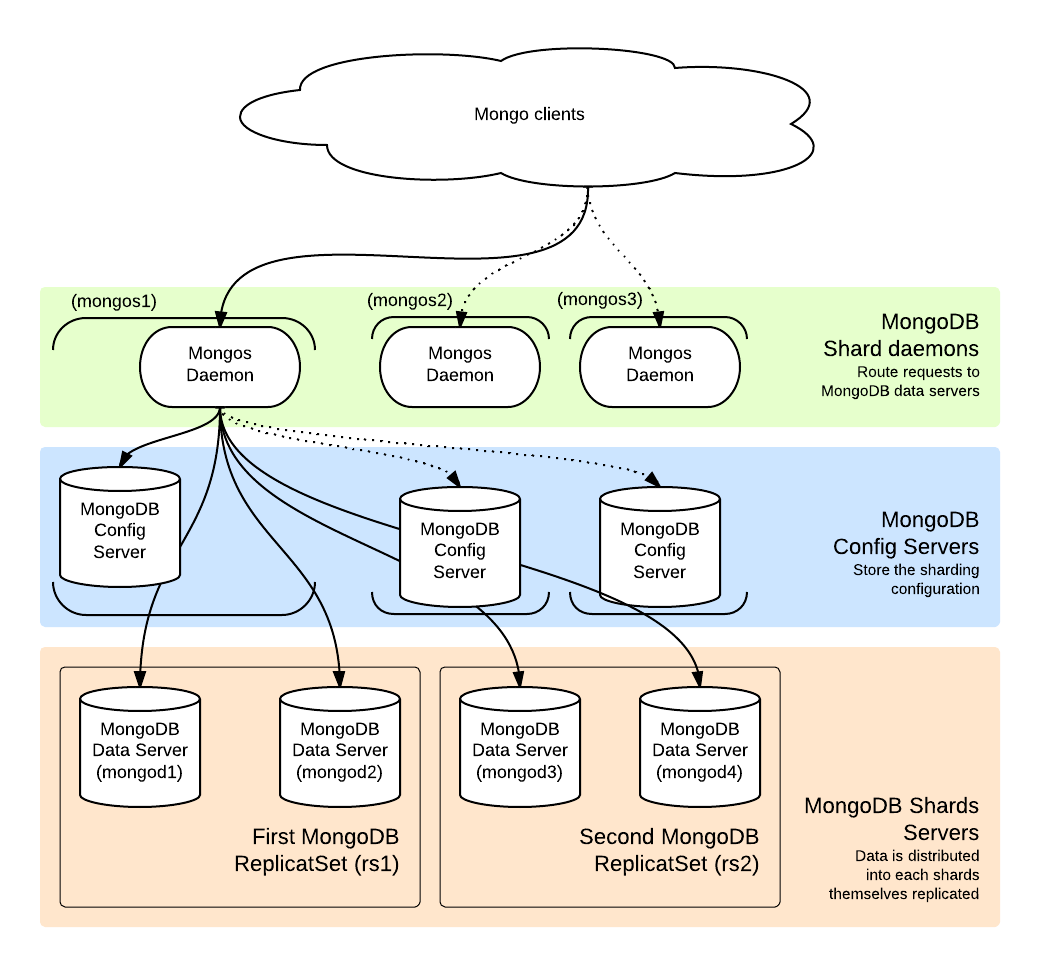 Mongo clients
(mongos1)
(mongos2)
(mongos3)
Mongos
Daemon
Mongos
Daemon
Mongos
Daemon
MongoDB
Shard daemons
Route requests to
MongoDB data servers
MongoDB
Config
Server
MongoDB
Config
Server
MongoDB
Config
Server
MongoDB
Config Servers
Store the sharding
configuration
MongoDB
Data Server
(mongod1)
MongoDB
Data Server
(mongod2)
First MongoDB
ReplicatSet (rs1)
MongoDB
Data Server
(mongod3)
MongoDB
Data Server
(mongod4)
Second MongoDB
ReplicatSet (rs2)
MongoDB Shards
Servers
Data is distributed
into each shards
themselves replicated